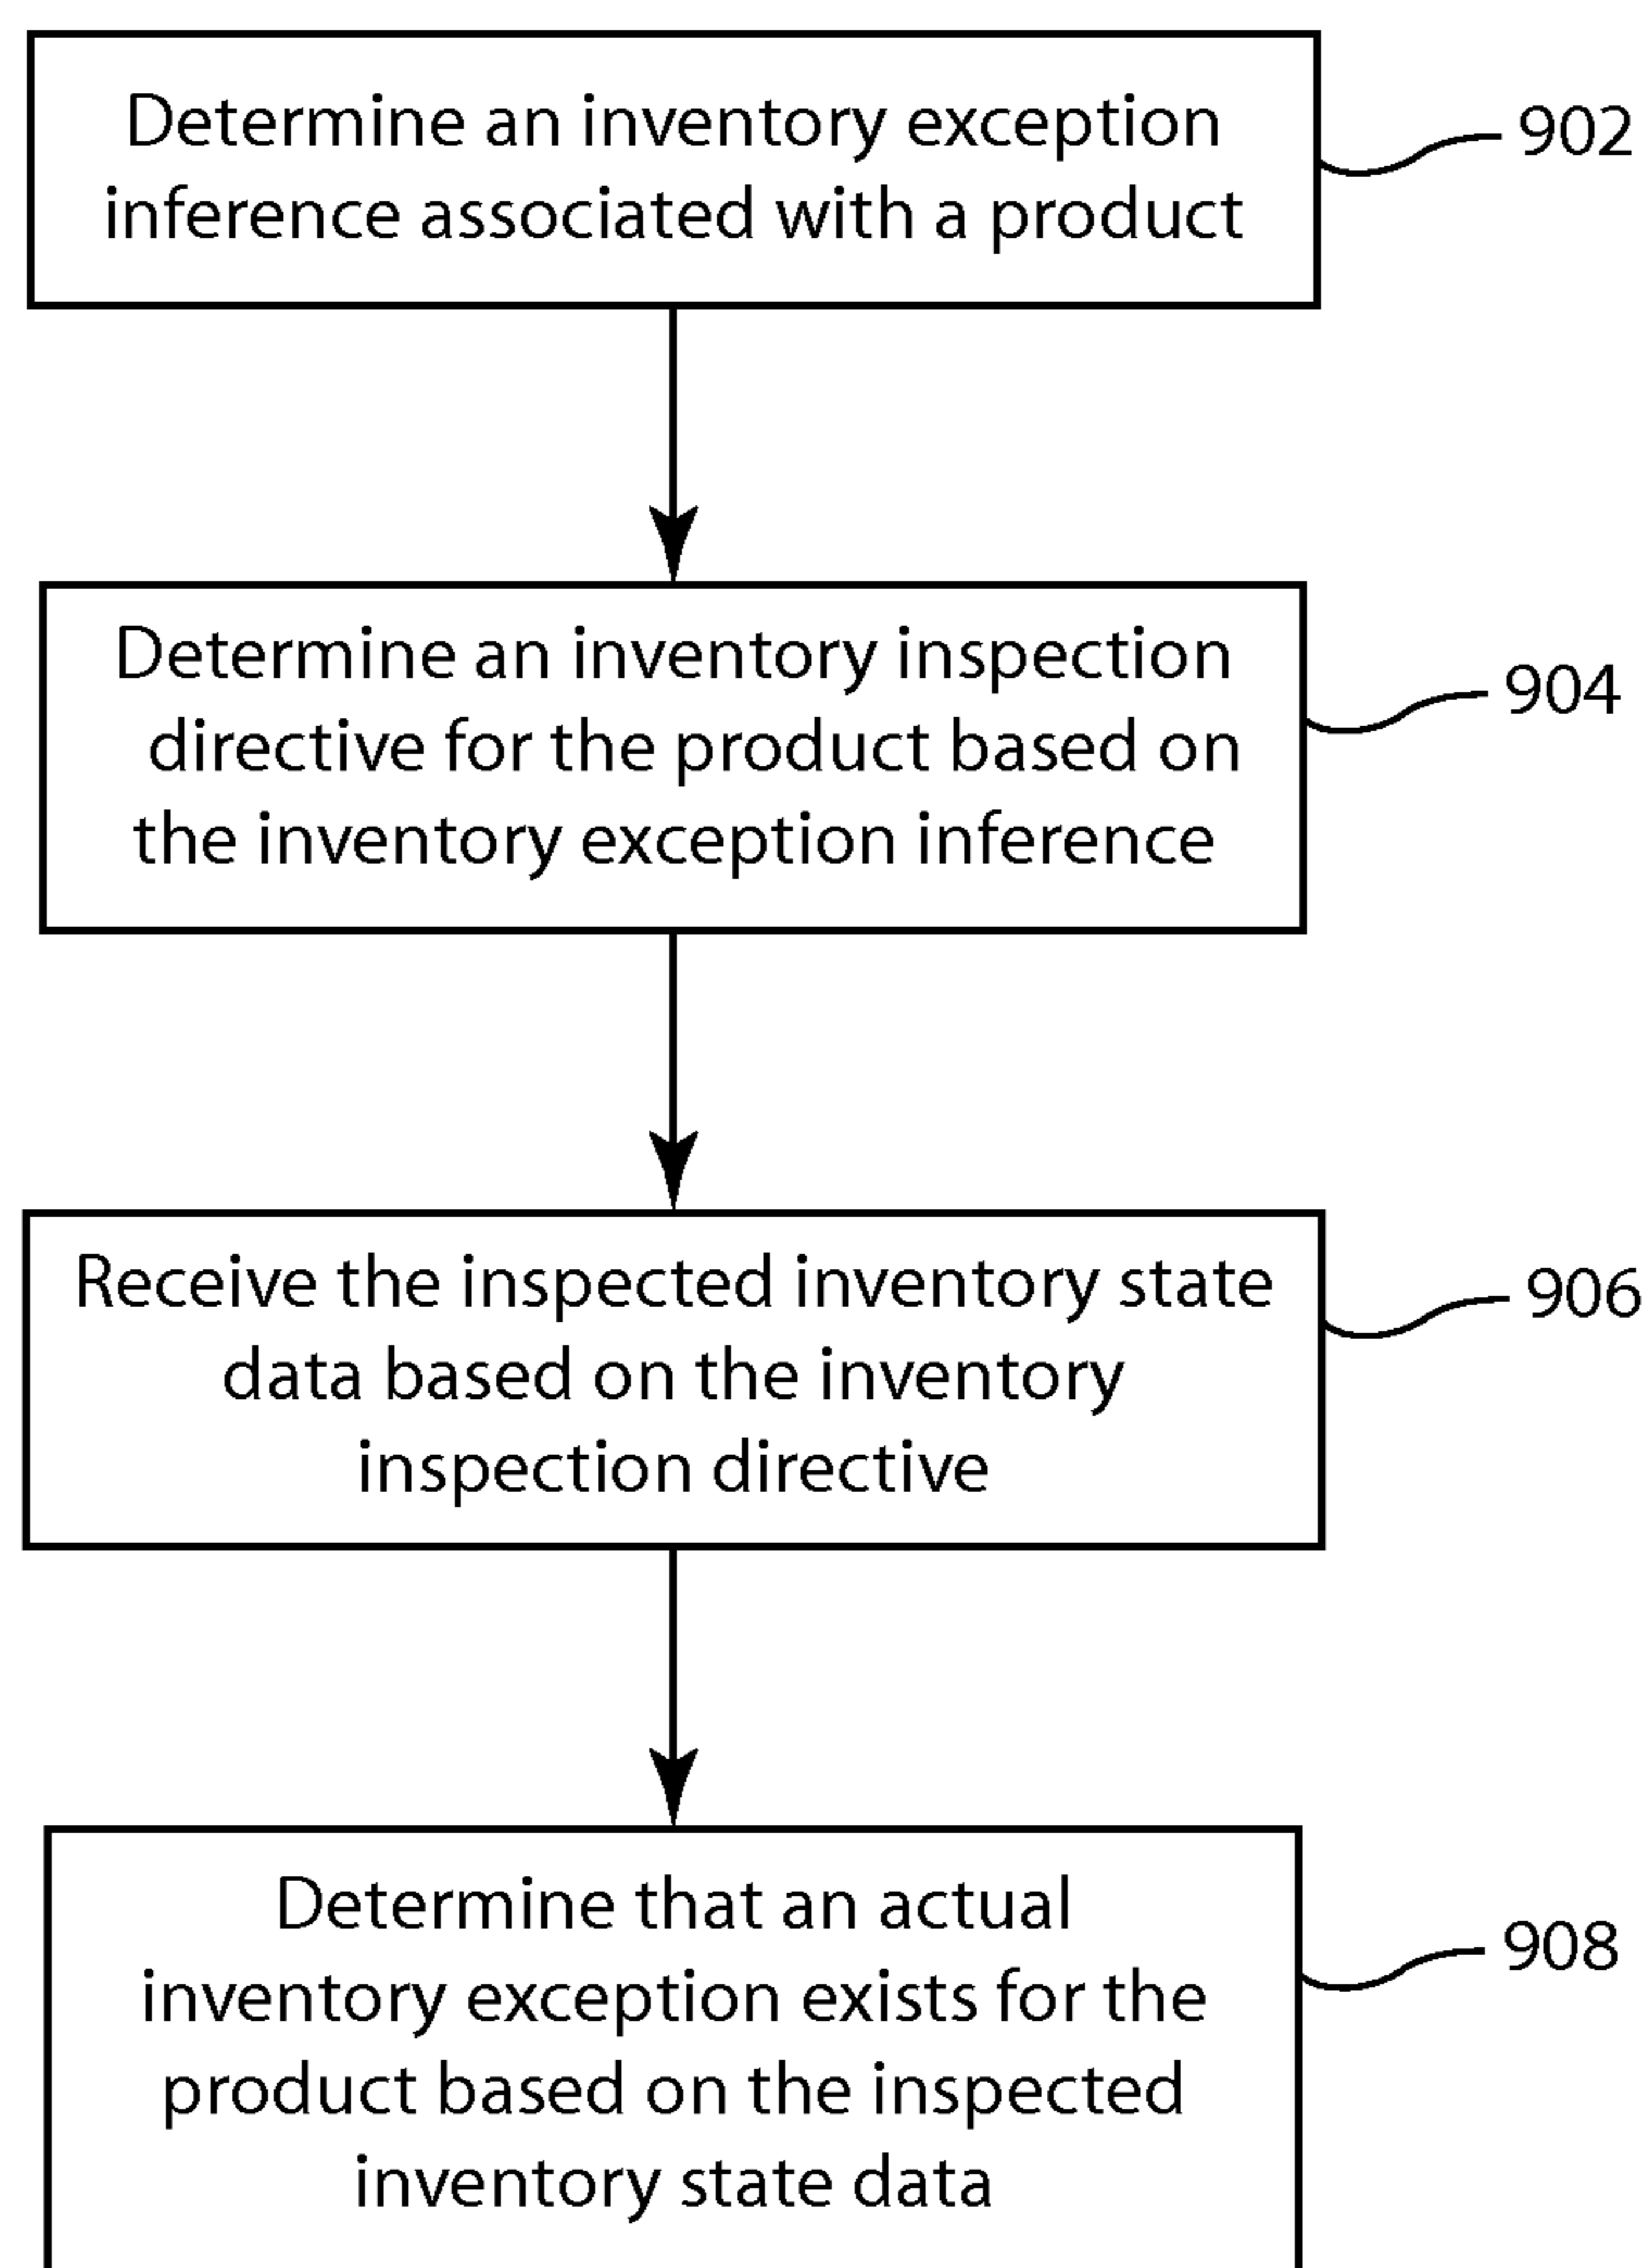 Determine an inventory exception
inference associated with a product
902
Determine an inventory inspection
directive for the product based on
the inventory exception inference
904
Receive the inspected inventory state
data based on the inventory
inspection directive
906
Determine that an actual
inventory exception exists for the
product based on the inspected
inventory state data
908